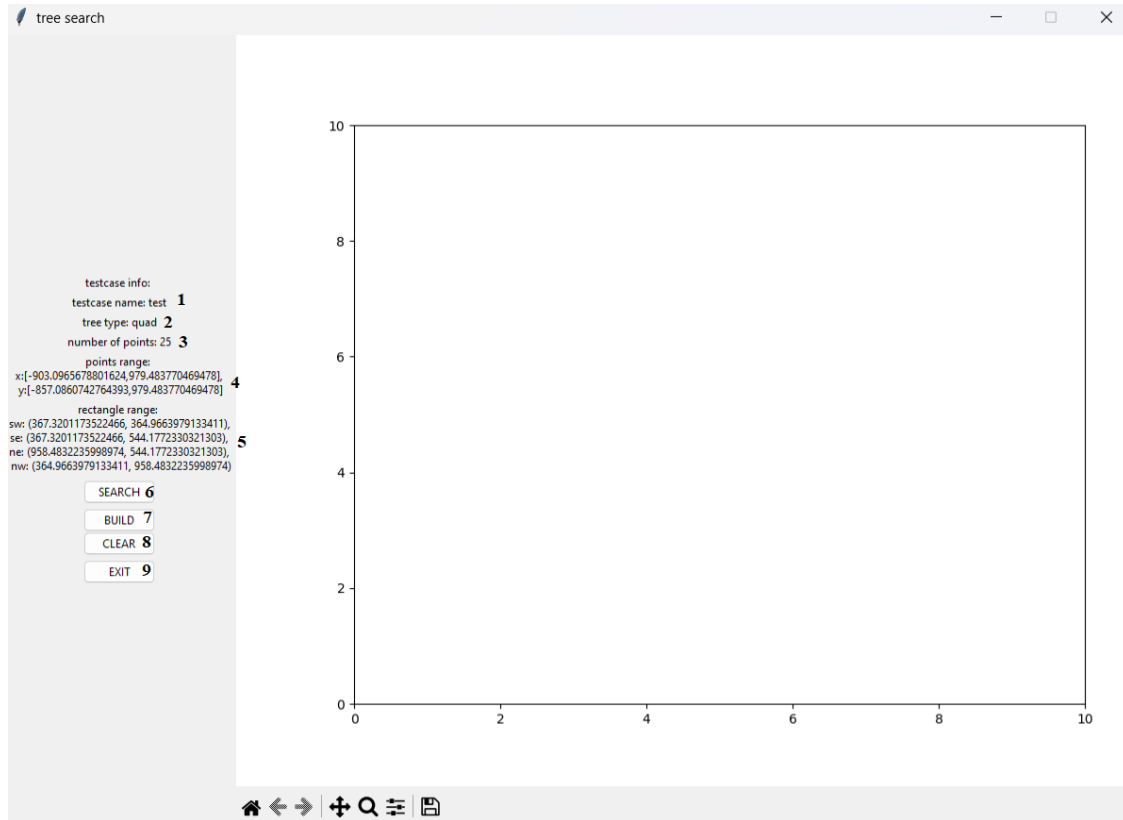 tree search
testcase info:
testcase name: test 1
tree type: quad 2
number of points: 25 3
points range:
x:[-903.0965678801624,979.483770469478],
y:[-857.0860742764393,979.483770469478] 4
rectangle range:
sw: (367.3201173522466, 364.9663979133411),
se: (367.3201173522466, 544.1772330321303), 5
ne: (958.4832235998974, 544.1772330321303),
nw: (364.9663979133411, 958.4832235998974)
SEARCH 6
BUILD 7
CLEAR 8
EXIT 9
10
8
6
4
2
0
0 2 4 6 8 10